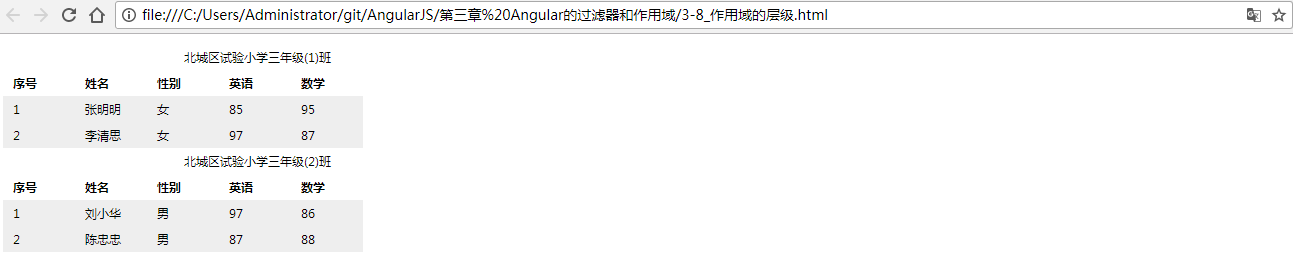 file:///C:/Users/Administrator/git/AngularJS/第三章%20Angular的过滤器和作用域/3-8_作用域的层级.html
北城区试验小学三年级(1)班
序号 姓名 性别 英语 数学
1 张明明 女 85 95
2 李清思 女 97 87
北城区试验小学三年级(2)班
序号 姓名 性别 英语 数学
1 刘小华 男 97 86
2 陈忠忠 男 87 88